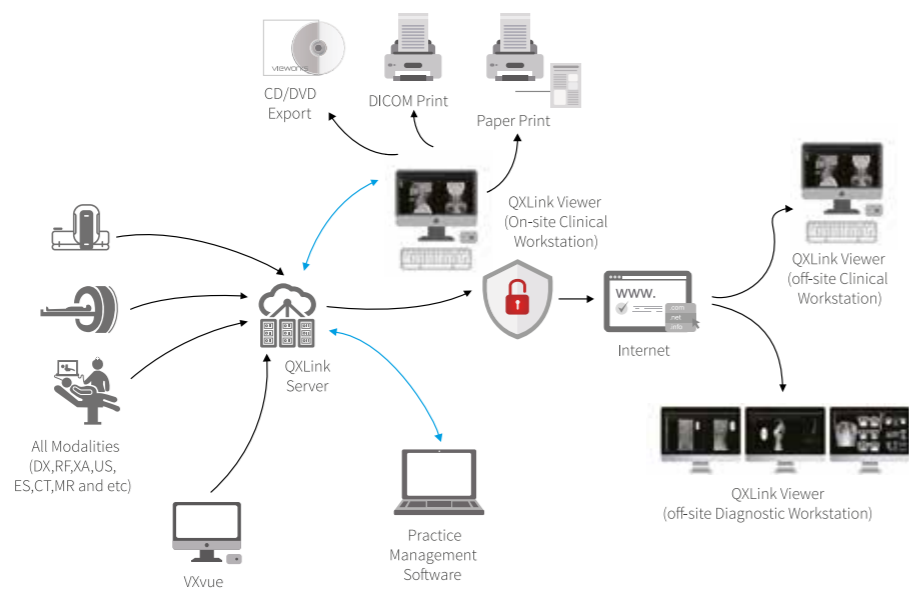 vieworks
CD/DVD
Export
DICOM Print
Paper Print
QXLink Viewer
(On-site Clinical
Workstation)
QXLink Viewer
(off-site Clinical
Workstation)
www.
.com
.net
info
Internet
QXLink
Server
All Modalities
(DX,RF,XA,US,
ES,CT,MR and etc)
VXvue
Practice
Management
Software
QXLink Viewer
(off-site Diagnostic Workstation)